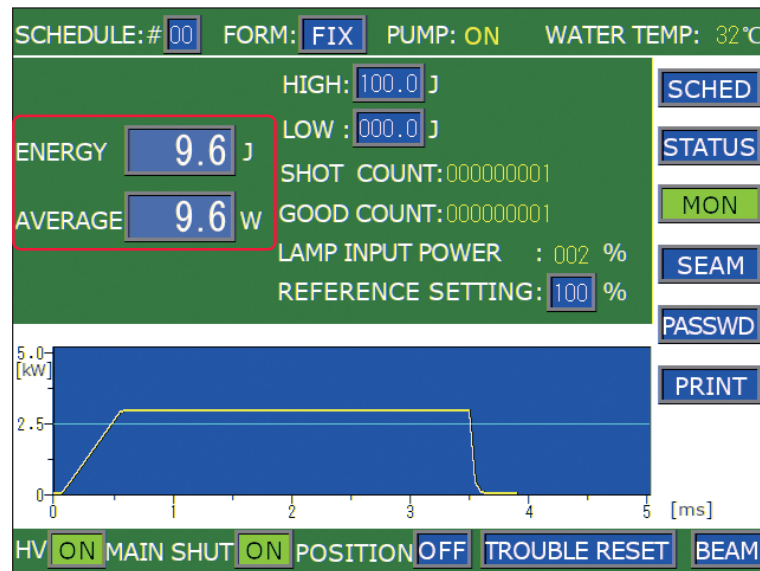 SCHEDULE:# 00 FORM: FIX PUMP: ON WATER TEMP: 32℃
HIGH: 100.0 J
LOW : 000.0 J
ENERGY 9.6 J
SHOT COUNT:000000001
AVERAGE 9.6 W
GOOD COUNT:000000001
LAMP INPUT POWER : 002 %
REFERENCE SETTING: 100 %
SCHED
STATUS
MON
SEAM
PASSWD
PRINT
5.0
[kW]
2.5
0
0 1 2 3 4 5 [ms]
HV ON MAIN SHUT ON POSITION OFF TROUBLE RESET BEAM